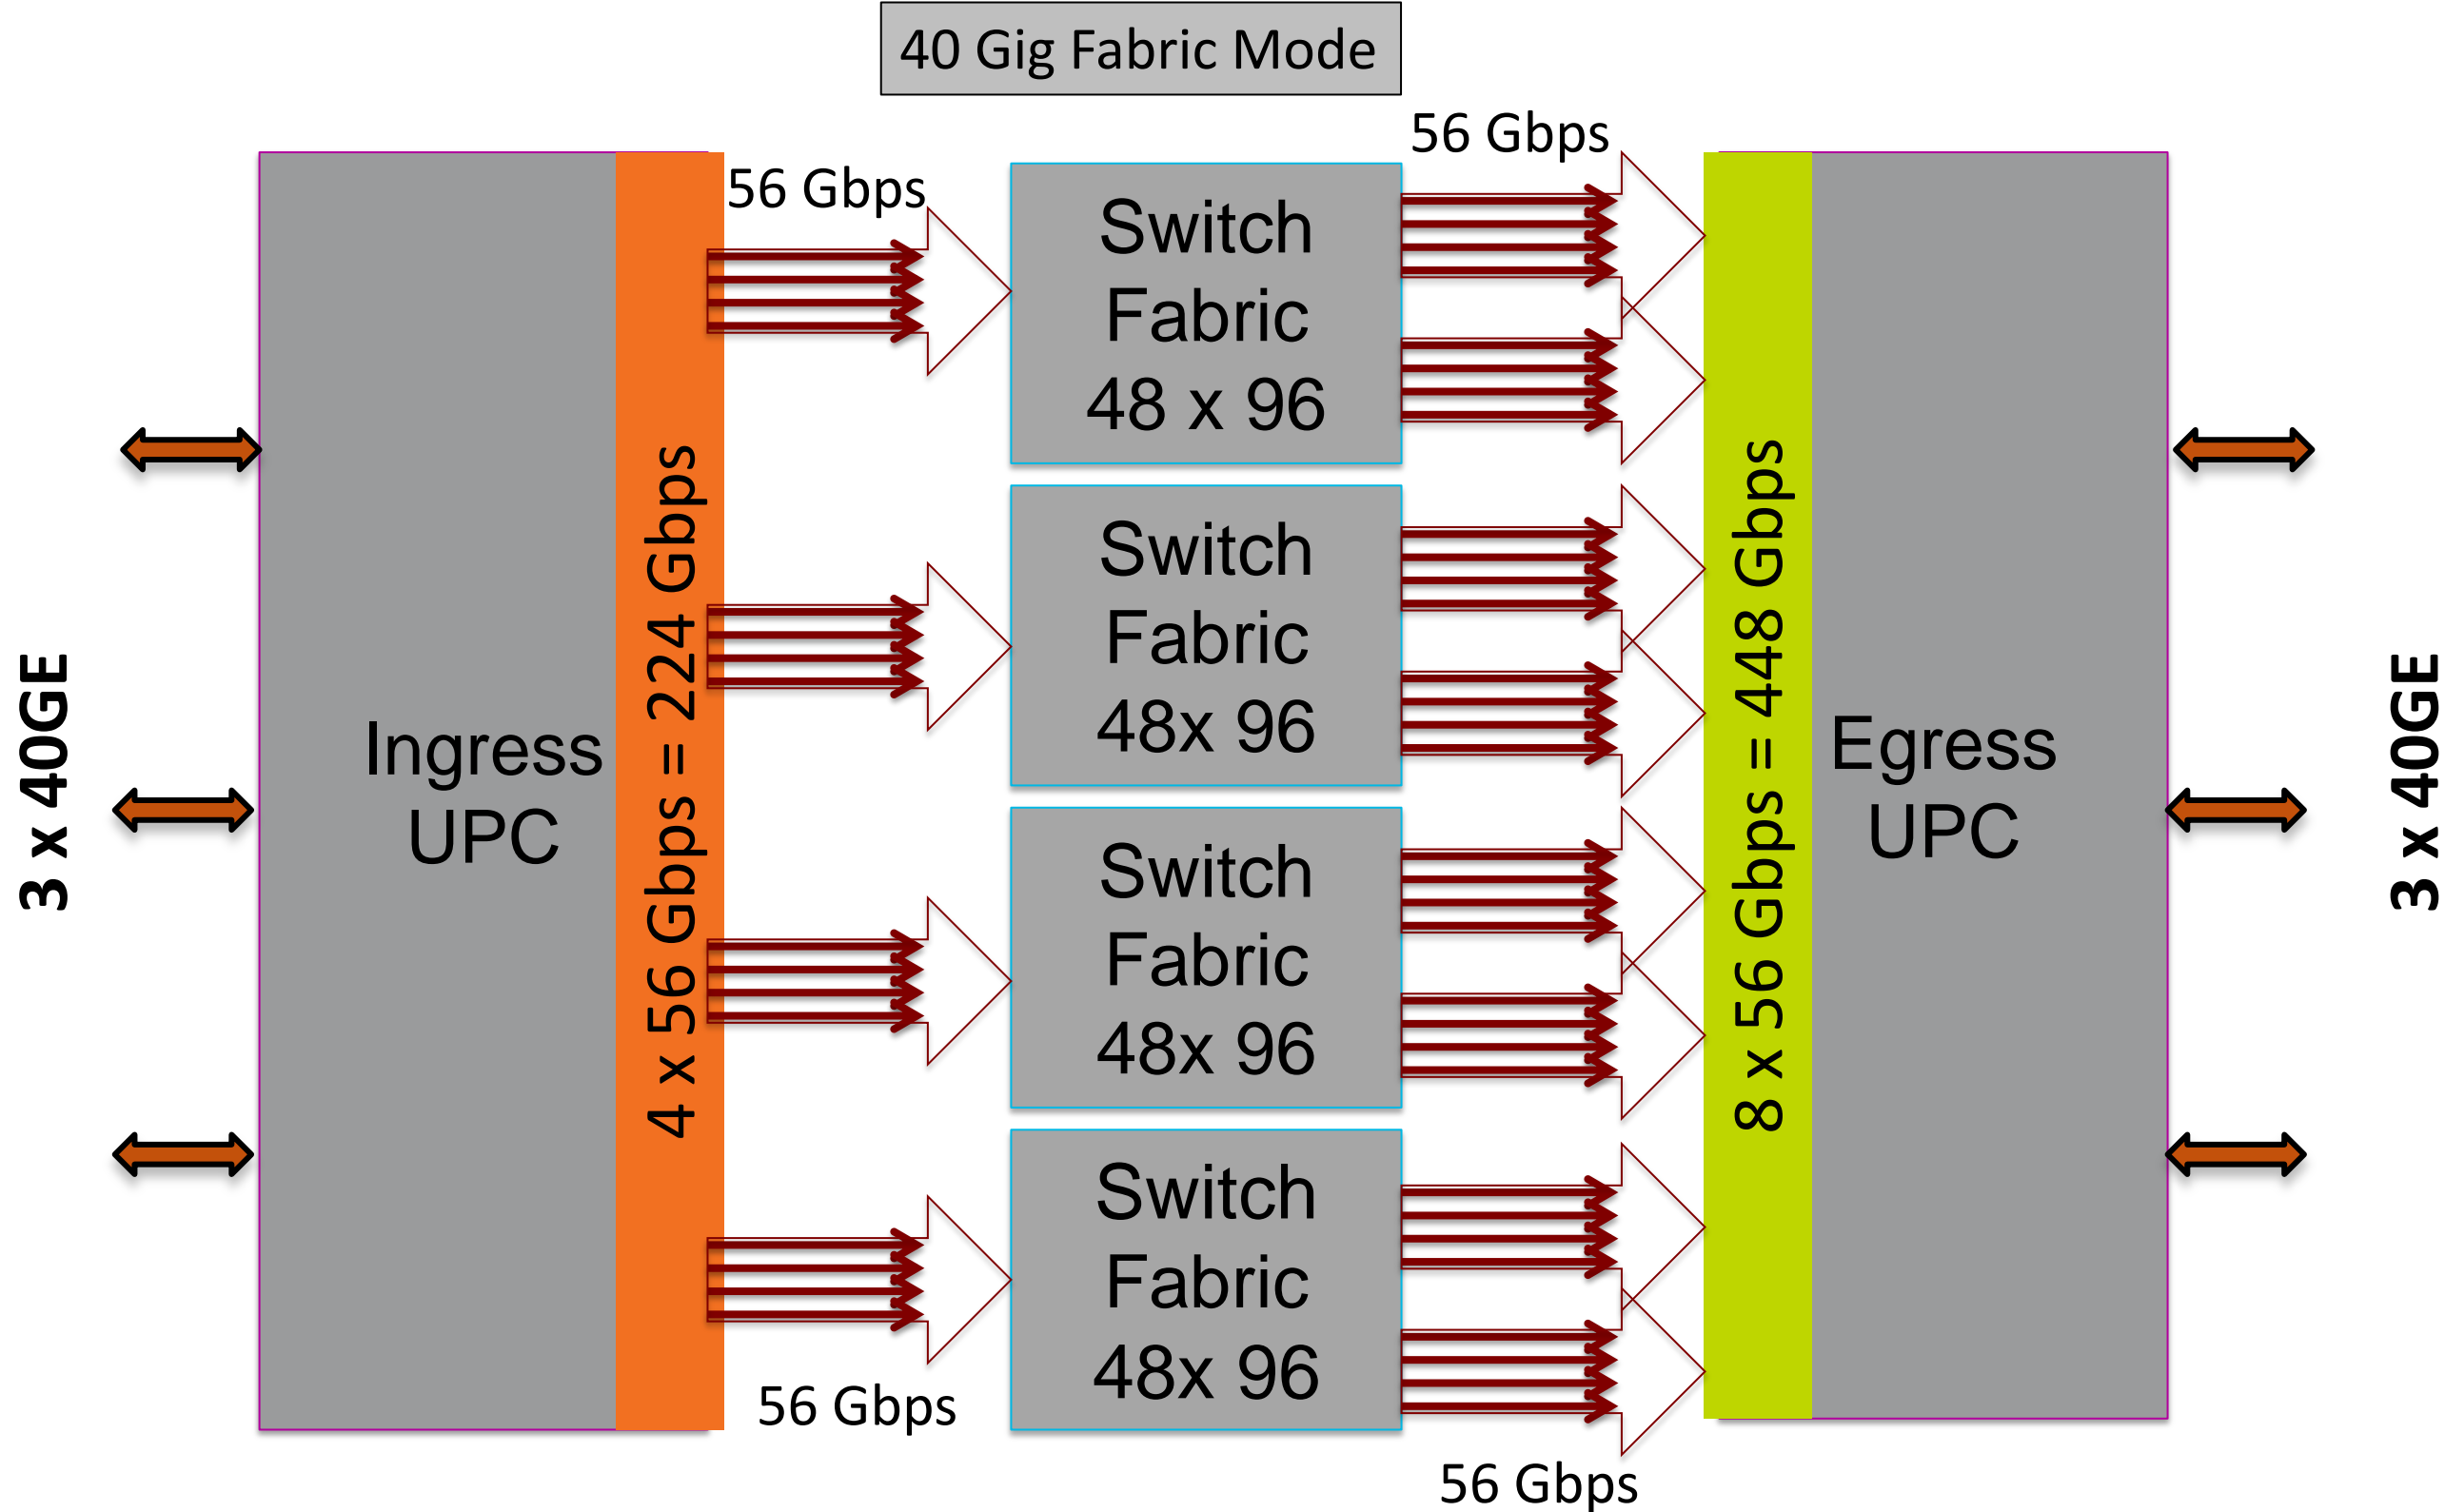 40 Gig Fabric Mode
56 Gbps
56 Gbps
Switch
Fabric
48 x 96
Switch
Fabric
48x 96
Switch
Fabric
48x 96
Switch
Fabric
48x 96
3 x 40GE
Ingress
UPC
4 x 56 Gbps = 224 Gbps
8 x 56 Gbps = 448 Gbps
Egress
UPC
3 x 40GE
56 Gbps
56 Gbps